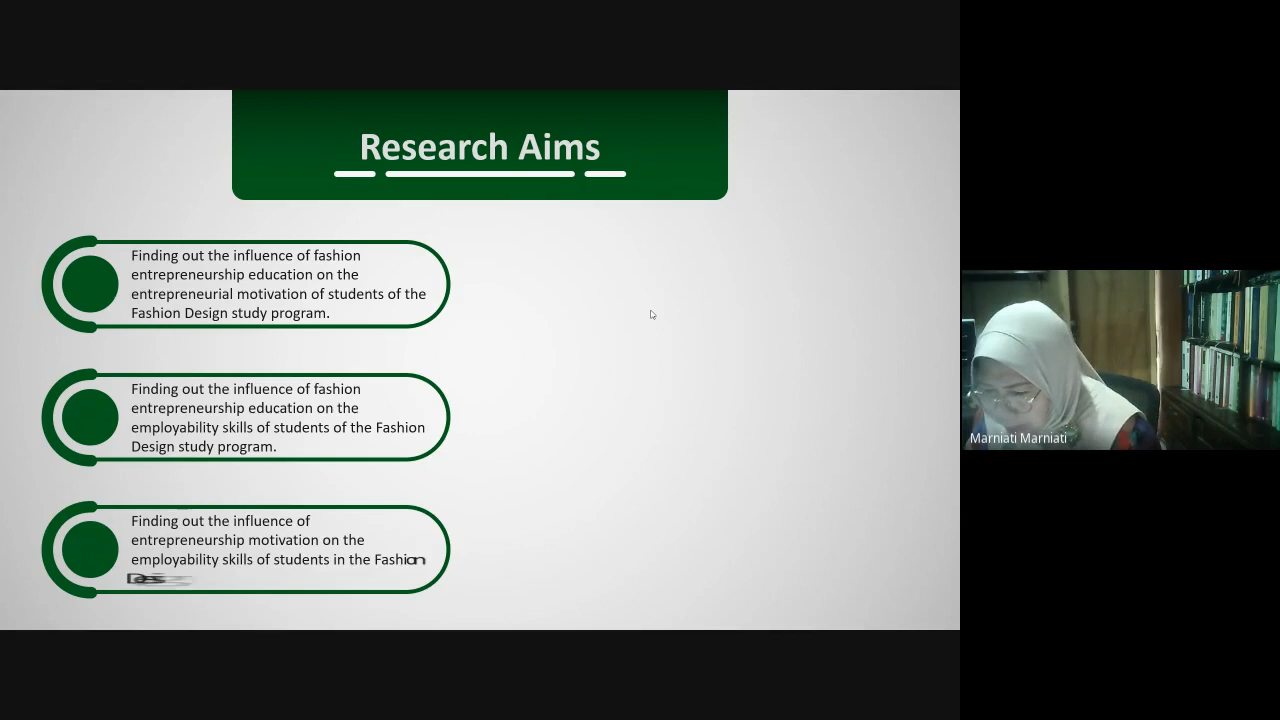 Research Aims
Finding out the influence of fashion
entrepreneurship education on the
entrepreneurial motivation of students of the
Fashion Design study program.
Finding out the influence of fashion
entrepreneurship education on the
employability skills of students of the Fashion
Design study program.
Finding out the influence of
entrepreneurship motivation on the
employability skills of students in the Fashion
Marniati Marniati